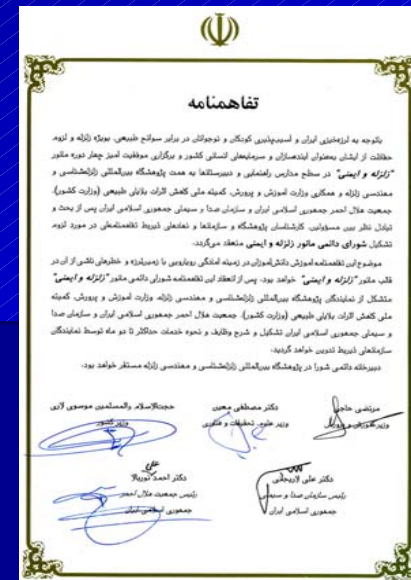 تفاهمنامه
باتوجه به لرزه‌خیزی ایران و آسیب‌پذیری کودکان و نوجوانان در برابر سوانح طبیعی، بویژه زلزله و لزوم
حفاظت از ایشان بعنوان آینده‌سازان و سرمایه‌های انسانی کشور و برگزاری موفقیت آمیز چهار دوره مانور
"زلزله و ایمنی" در سطح مدارس راهنمایی و دبیرستانها به همت پژوهشگاه بین‌المللی زلزله‌شناسی و
مهندسی زلزله و همکاری وزارت آموزش و پرورش، کمیته ملی کاهش اثرات بلایای طبیعی (وزارت کشور)،
جمعیت هلال احمر جمهوری اسلامی ایران و سازمان صدا و سیمای جمهوری اسلامی ایران پس از بحث و
تبادل نظر بین مسؤولین، کارشناسان پژوهشگاه و سازمانها و نهادهای ذیربط تفاهمنامه‌ای در مورد لزوم
تشکیل شورای دائمی مانور زلزله و ایمنی منعقد می‌گردد.
موضوع این تفاهمنامه آموزش دانش‌آموزان در زمینه آمادگی رویارویی با زمین‌لرزه و خطرهای ناشی از آن در
قالب مانور "زلزله و ایمنی" خواهد بود. پس از انعقاد این تفاهمنامه شورای دائمی مانور "زلزله و ایمنی"
متشکل از نمایندگان پژوهشگاه بین‌المللی زلزله‌شناسی و مهندسی زلزله، وزارت آموزش و پرورش، کمیته
ملی کاهش اثرات بلایای طبیعی (وزارت کشور)، جمعیت هلال احمر جمهوری اسلامی ایران و سازمان صدا
و سیمای جمهوری اسلامی ایران تشکیل و شرح وظایف و نحوه خدمات حداکثر تا دو ماه توسط نمایندگان
سازمانهای ذیربط تدوین خواهد گردید.
دبیرخانه دائمی شورا در پژوهشگاه بین‌المللی زلزله‌شناسی و مهندسی زلزله مستقر خواهد بود.
مرتضی حاجی دکتر مصطفی معین حجت‌الاسلام والمسلمین موسوی لاری
وزیر آموزش و پرورش وزیر علوم، تحقیقات و فناوری وزیر کشور
دکتر علی لاریجانی دکتر احمد نوربالا
رئیس سازمان صدا و سیمای رئیس جمعیت هلال احمر
جمهوری اسلامی ایران جمهوری اسلامی ایران